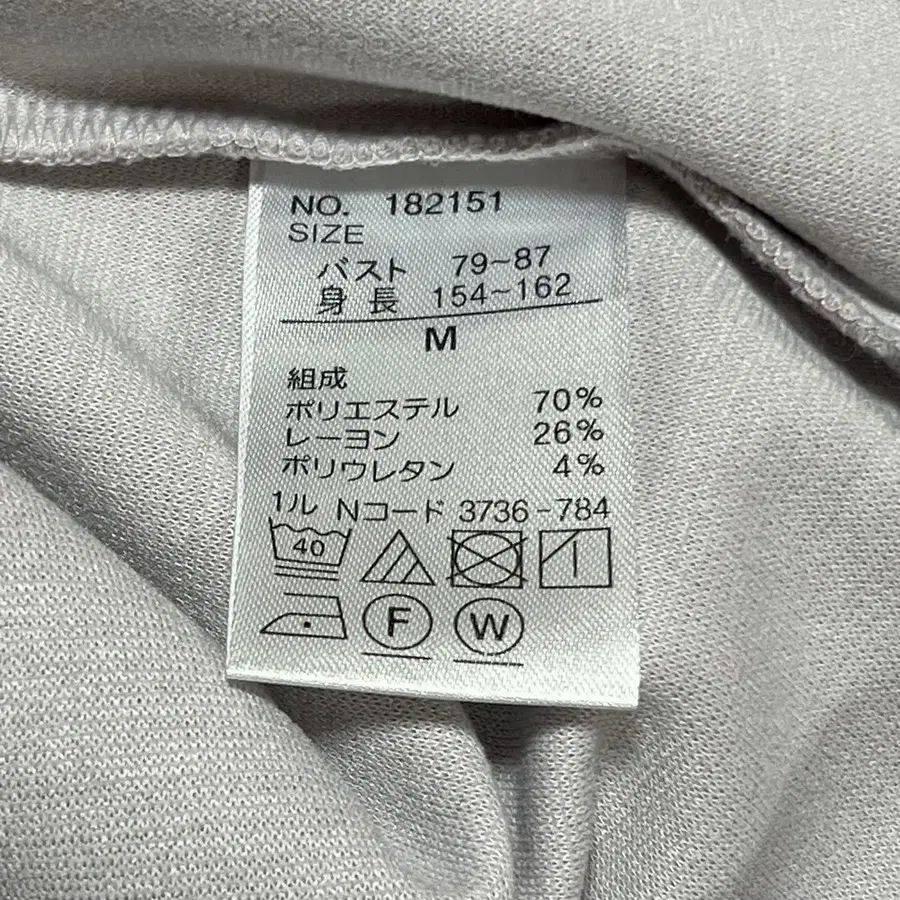 NO. 182151
SIZE
バスト 79~87
身長 154~162
M
組成
ポリエステル 70%
レーヨン 26%
ポリウレタン 4%
1ル Nコード 3736-784
40
F W